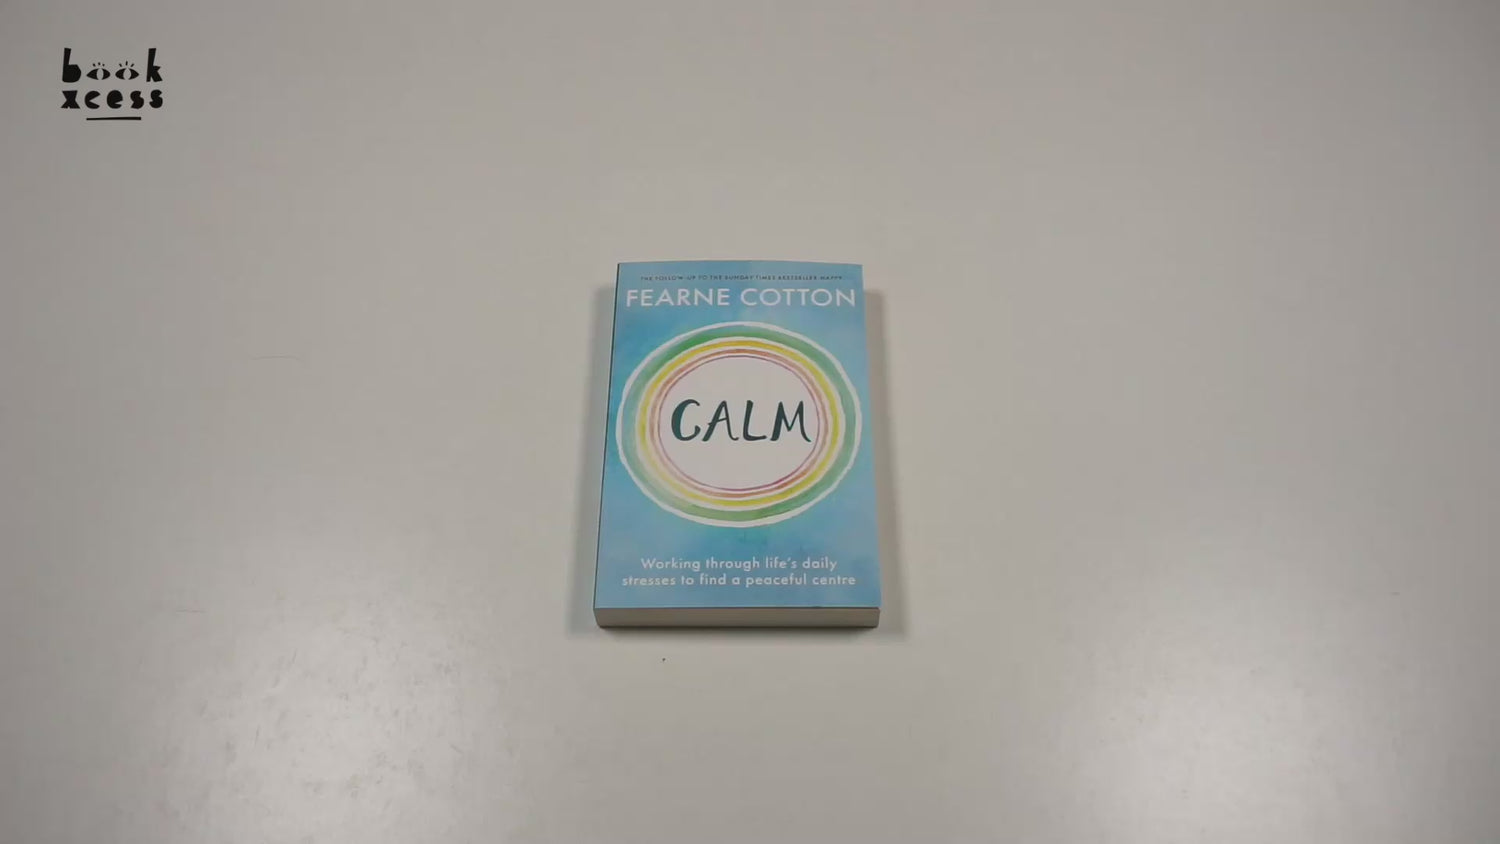 book
xcess
THE FOLLOW-UP TO THE SUNDAY TIMES BESTSELLER HAPPY
FEARNE COTTON
CALM
Working through life's daily
stresses to find a peaceful centre